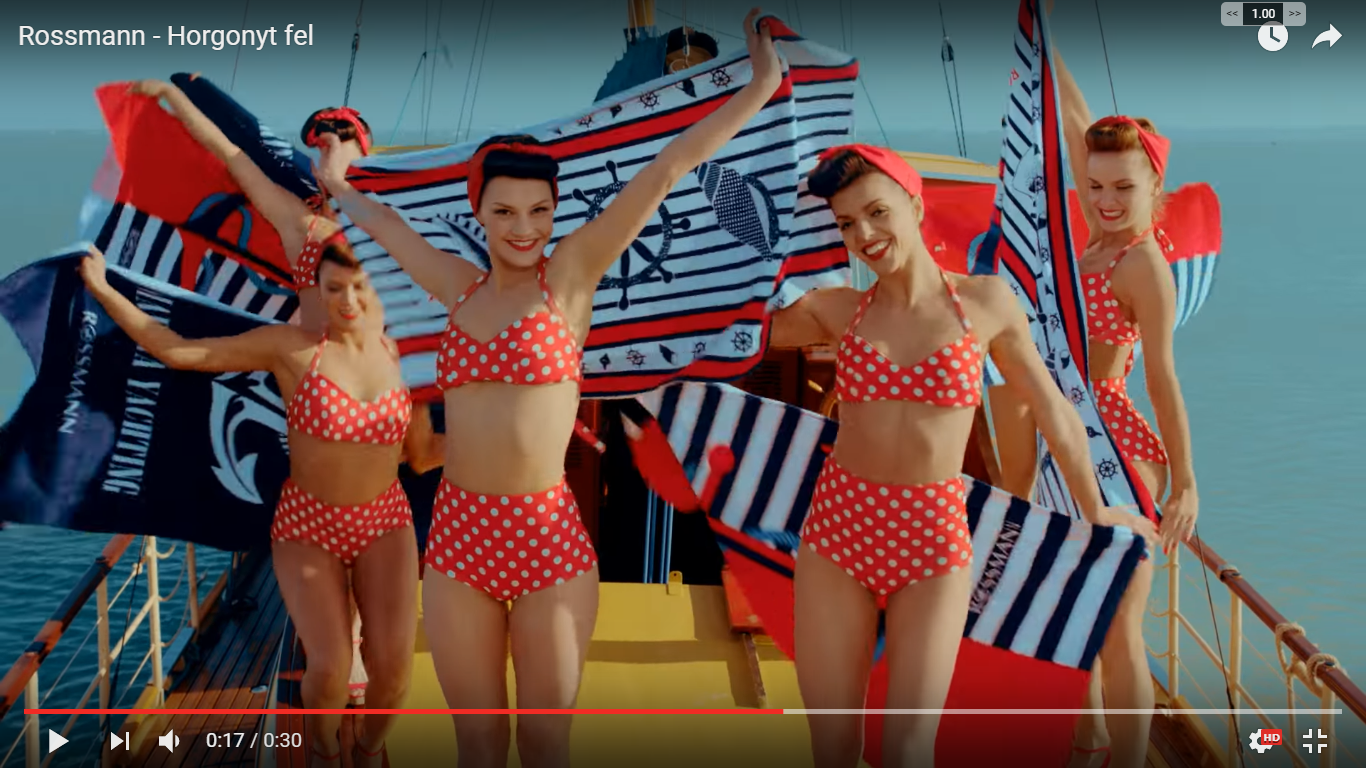 Rossmann - Horgonyt fel
<< 1.00 >>
ROSSMANN
YACHTING
ROSSMANN
0:17 / 0:30
HD